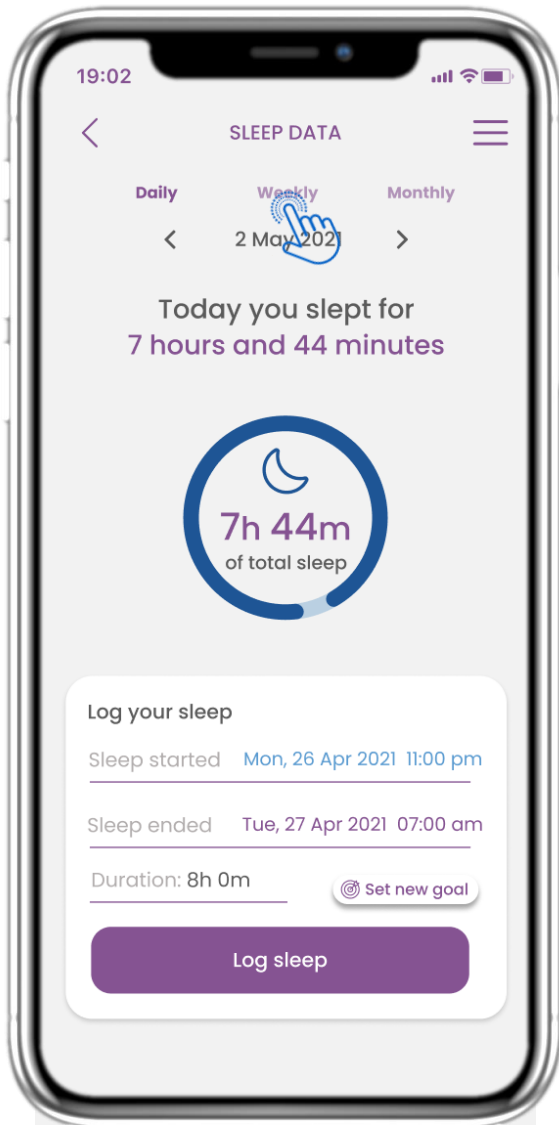 19:02
SLEEP DATA
Daily Weekly Monthly
2 May 2021
Today you slept for
7 hours and 44 minutes
7h 44m
of total sleep
Log your sleep
Sleep started Mon, 26 Apr 2021 11:00 pm
Sleep ended Tue, 27 Apr 2021 07:00 am
Duration: 8h 0m
Set new goal
Log sleep